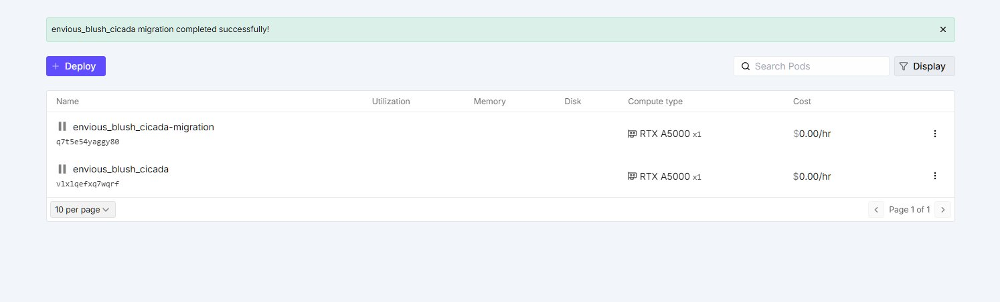 envious_blush_cicada migration completed successfully!
Deploy
Search Pods
Display
Name Utilization Memory Disk Compute type Cost
envious_blush_cicada-migration
q7t5e54yaggy80
RTX A5000 x1 $0.00/hr
envious_blush_cicada
vlxlqefxq7wqrf
RTX A5000 x1 $0.00/hr
10 per page Page 1 of 1